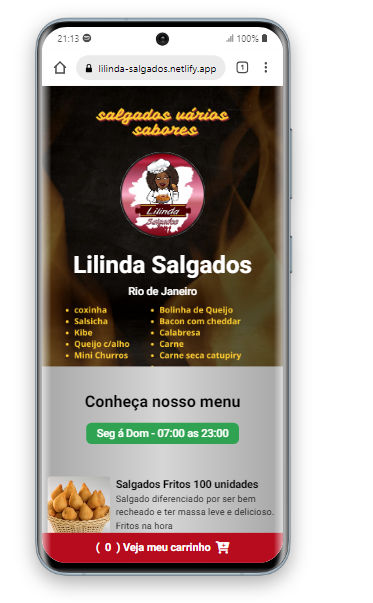 21:13
100%
lilinda-salgados.netlify.app
1
salgados vários
sabores
Lilinda
Salgados
Lilinda Salgados
Rio de Janeiro
• coxinha
• Salsicha
• Kibe
• Queijo c/alho
• Mini Churros
• Bolinha de Queijo
• Bacon com cheddar
• Calabresa
• Carne
• Carne seca catupiry
Conheça nosso menu
Seg á Dom - 07:00 as 23:00
Salgados Fritos 100 unidades
Salgado diferenciado por ser bem
recheado e ter massa leve e delicioso.
Fritos na hora
( 0 ) Veja meu carrinho